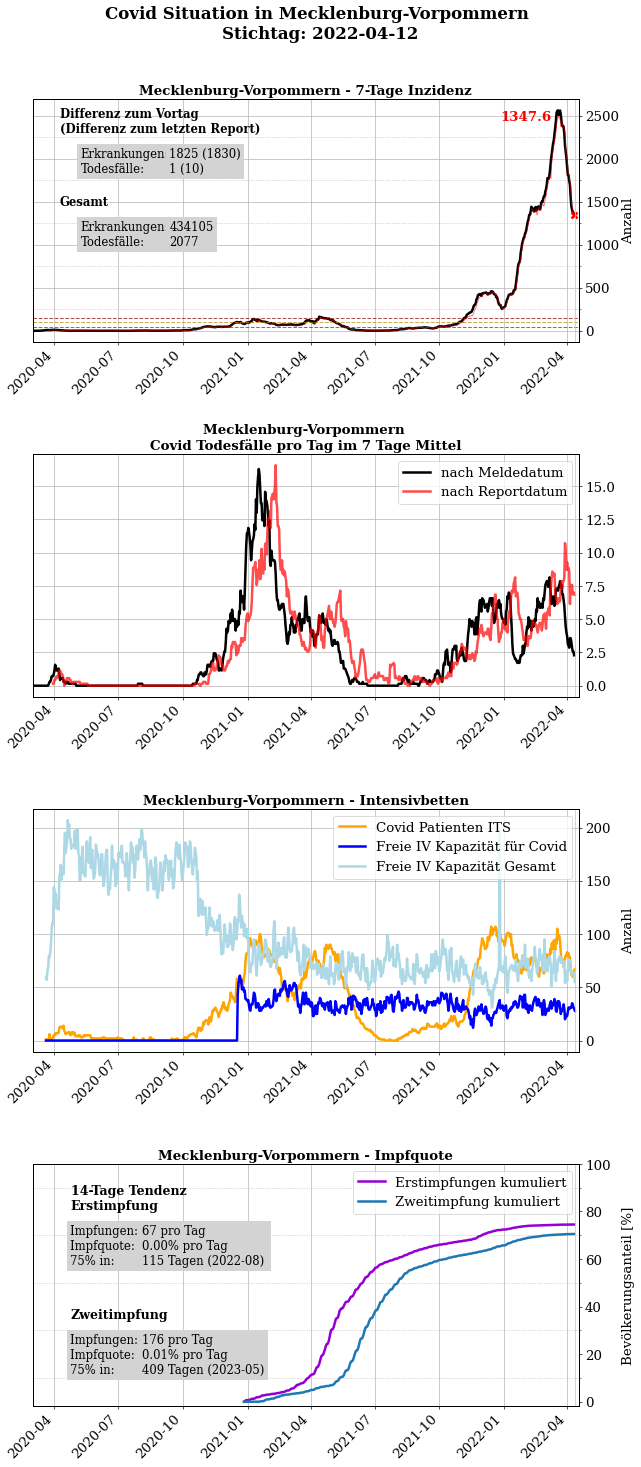 Covid Situation in Mecklenburg-Vorpommern
Stichtag: 2022-04-12
Mecklenburg-Vorpommern - 7-Tage Inzidenz
Differenz zum Vortag
(Differenz zum letzten Report)
Erkrankungen 1825 (1830)
Todesfälle: 1 (10)
Gesamt
Erkrankungen 434105
Todesfälle: 2077
1347.6
2500
2000
1500
1000
500
0
Anzahl
2020-04
2020-07
2020-10
2021-01
2021-04
2021-07
2021-10
2022-01
2022-04
Mecklenburg-Vorpommern
Covid Todesfälle pro Tag im 7 Tage Mittel
nach Meldedatum
nach Reportdatum
15.0
12.5
10.0
7.5
5.0
2.5
0.0
2020-04
2020-07
2020-10
2021-01
2021-04
2021-07
2021-10
2022-01
2022-04
Mecklenburg-Vorpommern - Intensivbetten
Covid Patienten ITS
Freie IV Kapazität für Covid
Freie IV Kapazität Gesamt
200
150
100
50
0
Anzahl
2020-04
2020-07
2020-10
2021-01
2021-04
2021-07
2021-10
2022-01
2022-04
Mecklenburg-Vorpommern - Impfquote
14-Tage Tendenz
Erstimpfung
Impfungen: 67 pro Tag
Impfquote: 0.00% pro Tag
75% in: 115 Tagen (2022-08)
Zweitimpfung
Impfungen: 176 pro Tag
Impfquote: 0.01% pro Tag
75% in: 409 Tagen (2023-05)
Erstimpfungen kumuliert
Zweitimpfung kumuliert
100
80
60
40
20
0
Bevölkerungsanteil [%]
2020-04
2020-07
2020-10
2021-01
2021-04
2021-07
2021-10
2022-01
2022-04